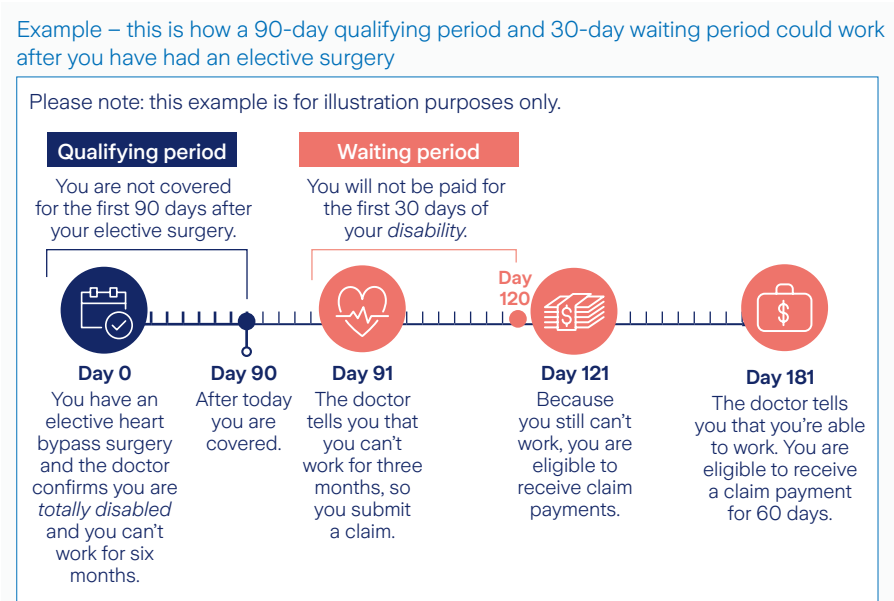 Example – this is how a 90-day qualifying period and 30-day waiting period could work
after you have had an elective surgery
Please note: this example is for illustration purposes only.
Qualifying period
You are not covered
for the first 90 days after
your elective surgery.
Waiting period
You will not be paid for
the first 30 days of
your disability.
Day
120
$
$
Day 0
You have an
elective heart
bypass surgery
and the doctor
confirms you are
totally disabled
and you can't
work for six
months.
Day 90
After today
you are
covered.
Day 91
The doctor
tells you that
you can't
work for three
months, so
you submit
a claim.
Day 121
Because
you still can't
work, you are
eligible to
receive claim
payments.
Day 181
The doctor tells
you that you're able
to work. You are
eligible to receive
a claim payment
for 60 days.